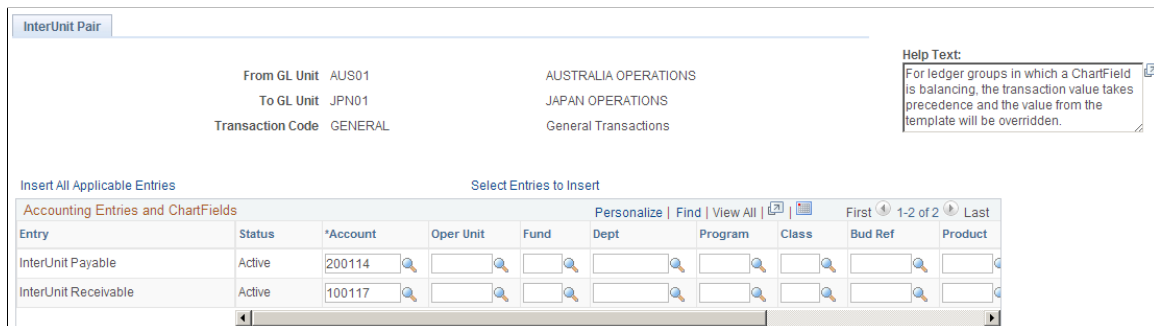 InterUnit Pair
From GL Unit AUS01 AUSTRALIA OPERATIONS
To GL Unit JPN01 JAPAN OPERATIONS
Transaction Code GENERAL General Transactions
Help Text:
For ledger groups in which a ChartField
is balancing, the transaction value takes
precedence and the value from the
template will be overridden.
Insert All Applicable Entries Select Entries to Insert
Accounting Entries and ChartFields Personalize | Find | View All | | First 1-2 of 2 Last
Entry Status *Account Oper Unit Fund Dept Program Class Bud Ref Product
InterUnit Payable Active 200114
InterUnit Receivable Active 100117